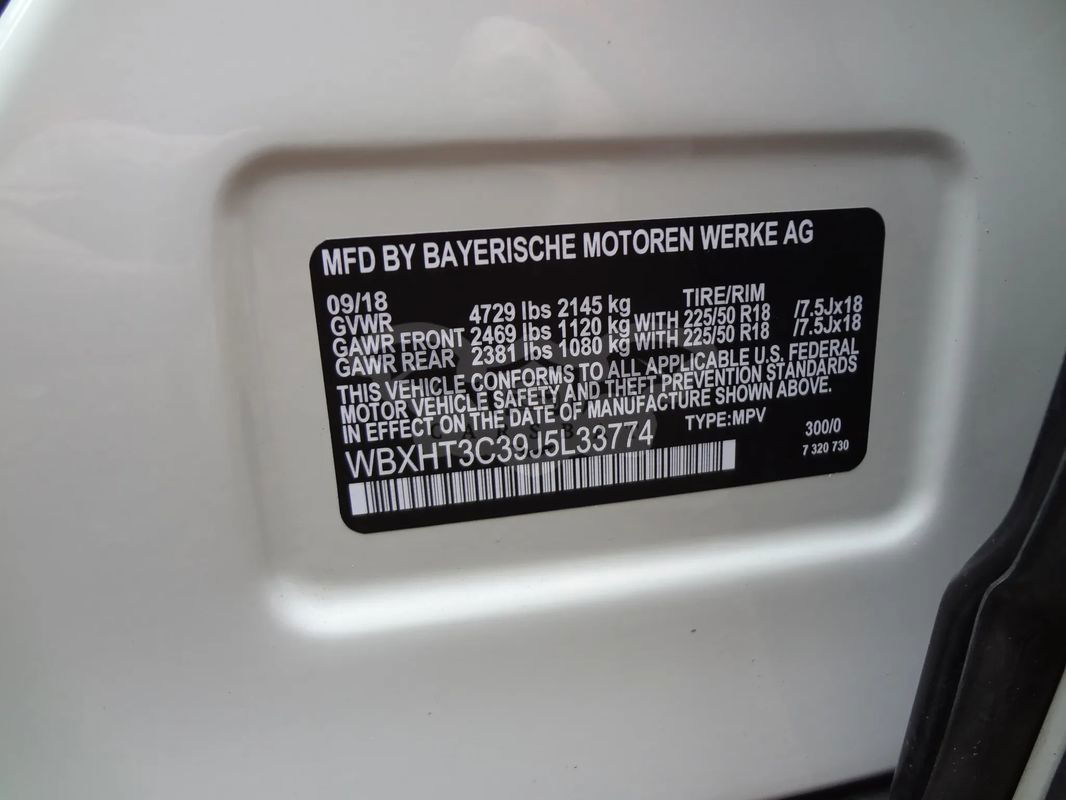 MFD BY BAYERISCHE MOTOREN WERKE AG
09/18 TIRE/RIM
GVWR 4729 lbs 2145 kg
GAWR FRONT 2469 lbs 1120 kg WITH 225/50 R18 /7.5Jx18
GAWR REAR 2381 lbs 1080 kg WITH 225/50 R18 /7.5Jx18
THIS VEHICLE CONFORMS TO ALL APPLICABLE U.S. FEDERAL
MOTOR VEHICLE SAFETY AND THEFT PREVENTION STANDARDS
IN EFFECT ON THE DATE OF MANUFACTURE SHOWN ABOVE.
WBXHT3C39J5L33774 TYPE:MPV 300/0
7 320 730